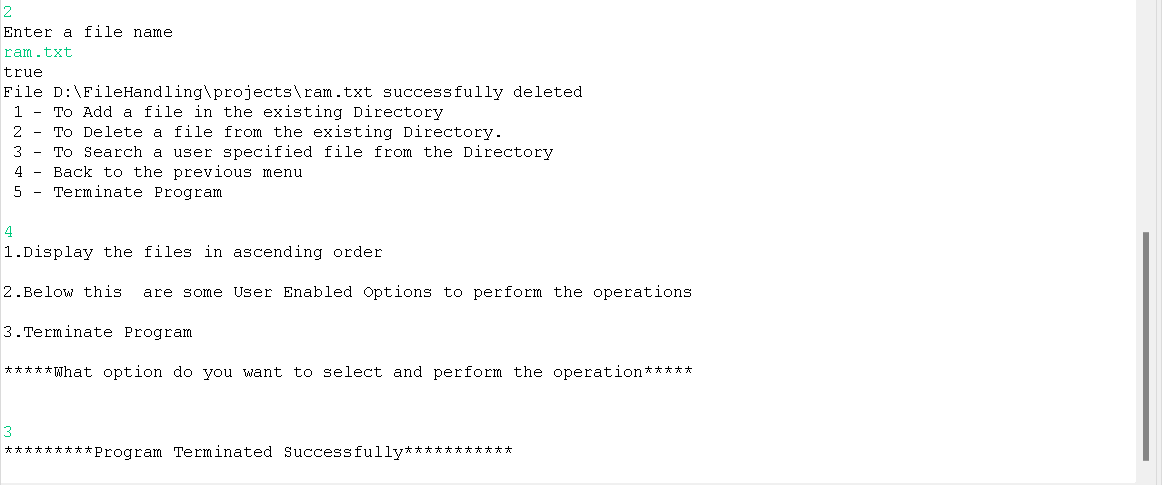 2
Enter a file name
ram.txt
true
File D:\FileHandling\projects\ram.txt successfully deleted
1 - To Add a file in the existing Directory
2 - To Delete a file from the existing Directory.
3 - To Search a user specified file from the Directory
4 - Back to the previous menu
5 - Terminate Program
4
1.Display the files in ascending order
2.Below this  are some User Enabled Options to perform the operations
3.Terminate Program
*****What option do you want to select and perform the operation*****
3
*********Program Terminated Successfully***********